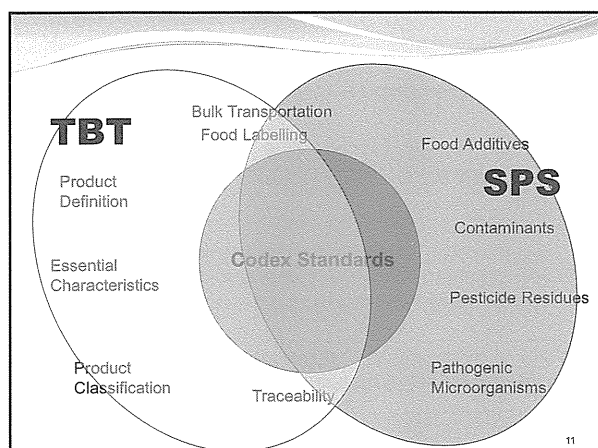 TBT
Bulk Transportation
Food Labelling
Food Additives
SPS
Product
Definition
Contaminants
Codex Standards
Essential
Characteristics
Pesticide Residues
Product
Classification
Traceability
Pathogenic
Microorganisms
11